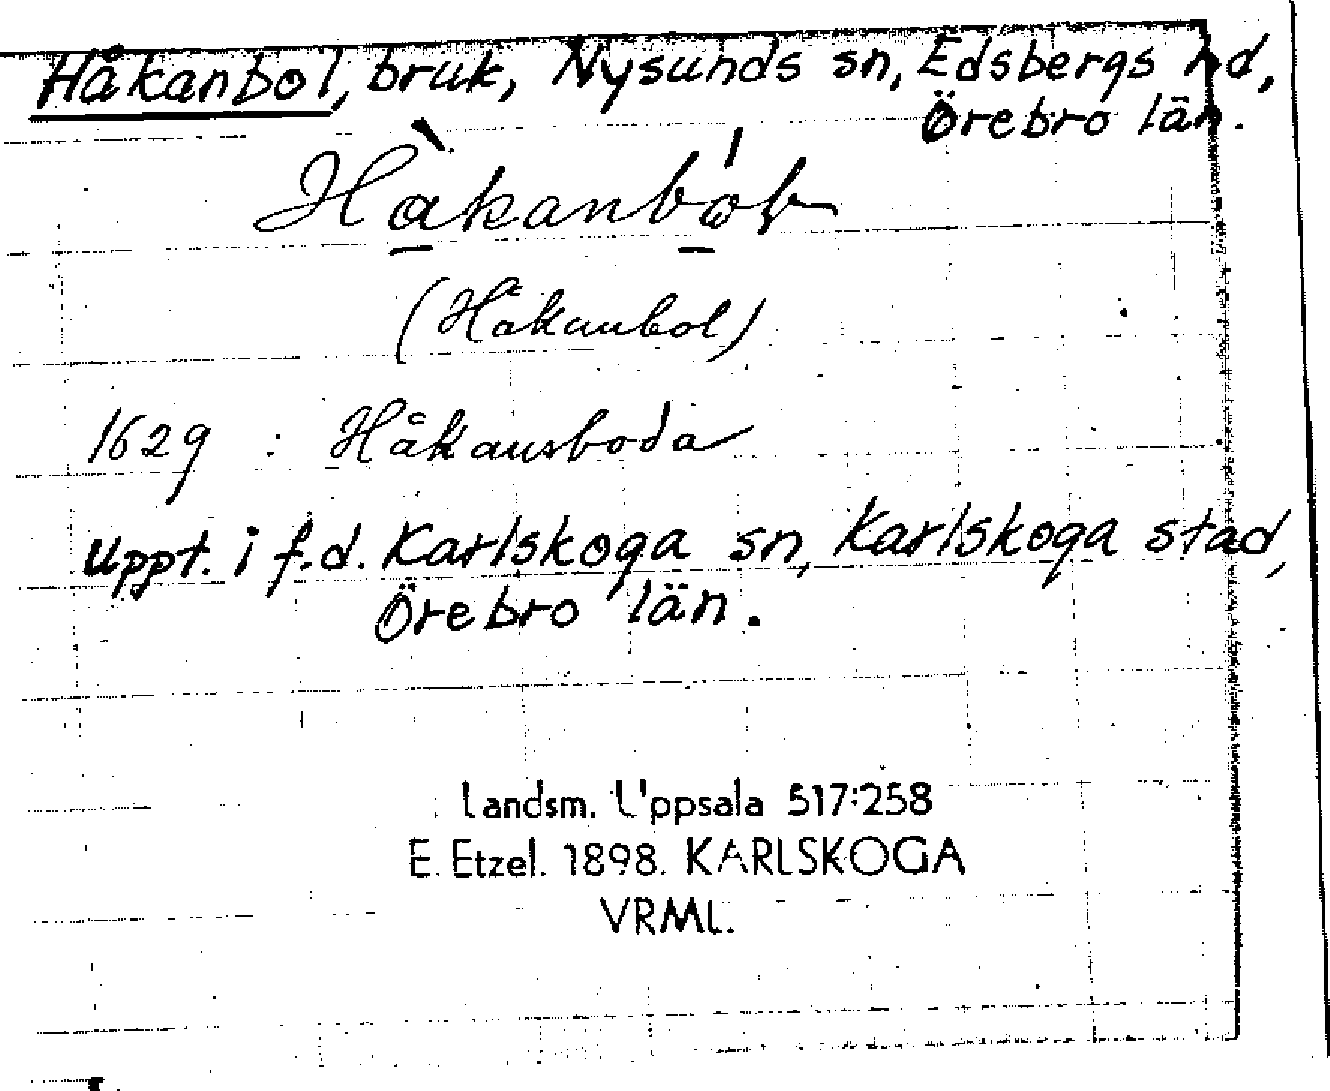 Håkanbol, bruk, Nysunds sn, Edsbergs hd,
Örebro län.
(Håkanbol)
1629 : Håkansboda
Uppt. i f.d. Karlskoga sn, Karlskoga stad,
Örebro län.
Landsm. Uppsala 517:258
E. Etzel. 1898. KARLSKOGA
VRML.